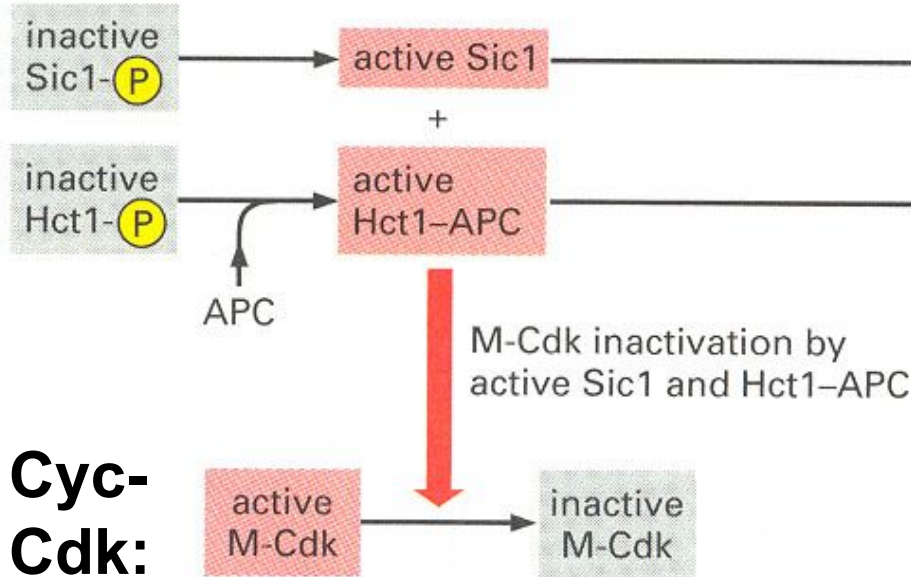 inactive
Sic1-P
active Sic1
+
inactive
Hct1-P
active
Hct1–APC
APC
M-Cdk inactivation by
active Sic1 and Hct1–APC
Cyc-
Cdk:
active
M-Cdk
inactive
M-Cdk